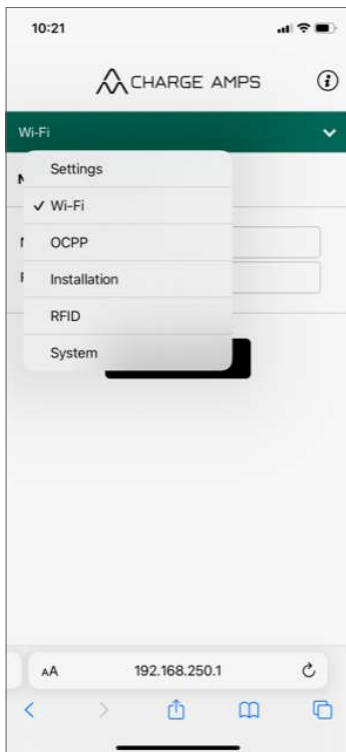 10:21
CHARGE AMPS
Wi-Fi
Settings
✓ Wi-Fi
OCPP
Installation
RFID
System
AA 192.168.250.1